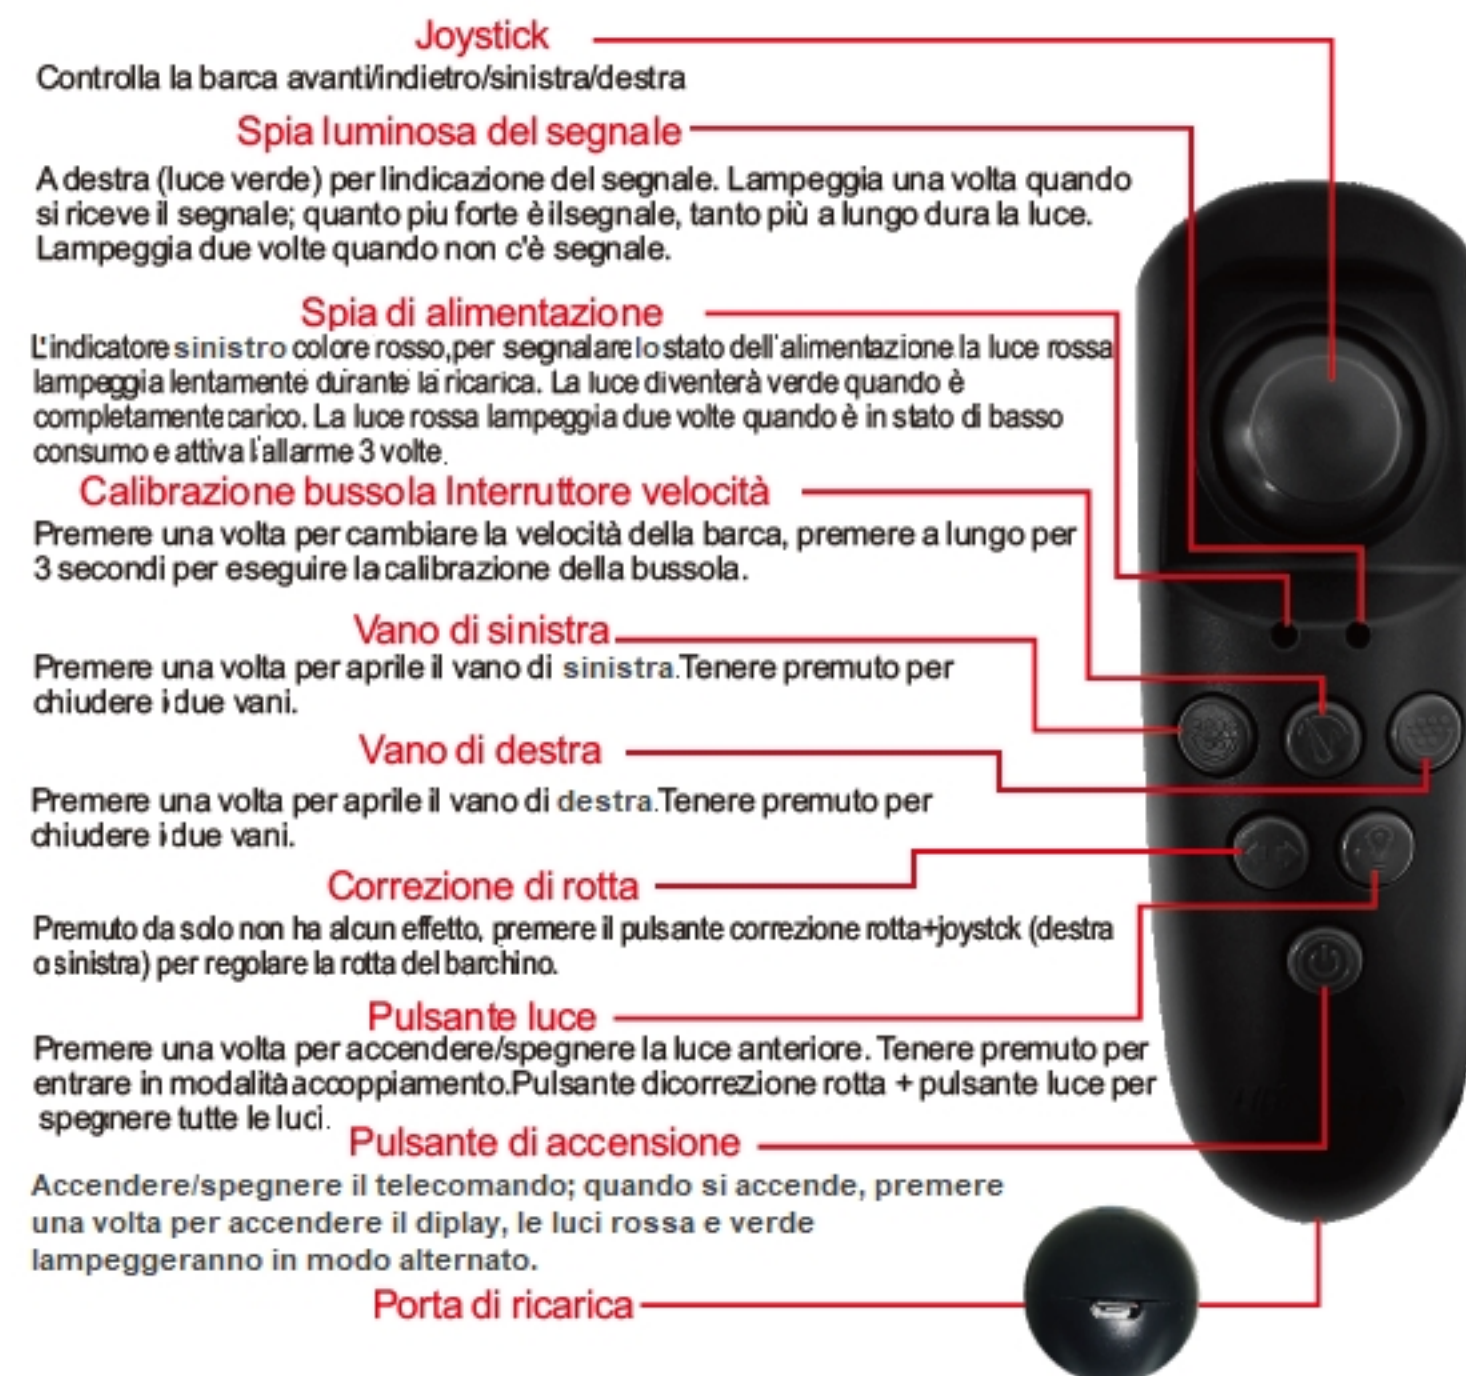 Joystick
Controlla la barca avanti/indietro/sinistra/destra
Spia luminosa del segnale
A destra (luce verde) per lindicazione del segnale. Lampeggia una volta quando
si riceve il segnale; quanto piu forte è ilsegnale, tanto più a lungo dura la luce.
Lampeggia due volte quando non c'è segnale.
Spia di alimentazione
L'indicatore sinistro colore rosso,per segnalare lo stato dell'alimentazione.la luce rossa
lampeggia lentamente durante la ricarica. La luce diventerà verde quando è
completamente carico. La luce rossa lampeggia due volte quando è in stato di basso
consumo e attiva l'allarme 3 volte.
Calibrazione bussola Interruttore velocità
Premere una volta per cambiare la velocità della barca, premere a lungo per
3 secondi per eseguire la calibrazione della bussola.
Vano di sinistra
Premere una volta per aprile il vano di sinistra.Tenere premuto per
chiudere i due vani.
Vano di destra
Premere una volta per aprile il vano di destra.Tenere premuto per
chiudere i due vani.
Correzione di rotta
Premuto da solo non ha alcun effetto, premere il pulsante correzione rotta+joystck (destra
o sinistra) per regolare la rotta del barchino.
Pulsante luce
Premere una volta per accendere/spegnere la luce anteriore. Tenere premuto per
entrare in modalità accoppiamento.Pulsante dicorrezione rotta + pulsante luce per
spegnere tutte le luci.
Pulsante di accensione
Accendere/spegnere il telecomando; quando si accende, premere
una volta per accendere il diplay, le luci rossa e verde
lampeggeranno in modo alternato.
Porta di ricarica